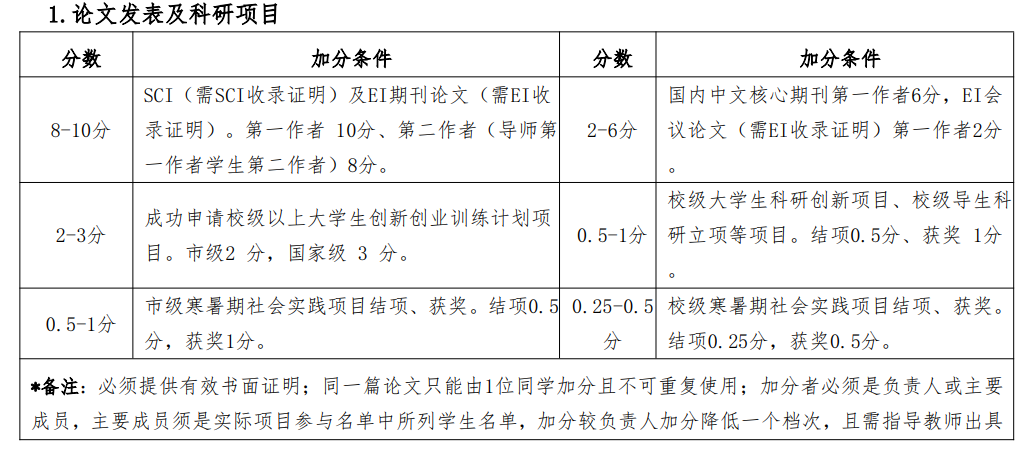 1.论文发表及科研项目
分数 加分条件 分数 加分条件
8-10分
SCI（需SCI收录证明）及EI期刊论文（需EI收
录证明）。第一作者 10分、第二作者（导师第
一作者学生第二作者）8分。
2-6分
国内中文核心期刊第一作者6分，EI会
议论文（需EI收录证明）第一作者2分
。
2-3分
成功申请校级以上大学生创新创业训练计划项
目。市级2 分，国家级 3 分。
0.5-1分
校级大学生科研创新项目、校级导生科
研立项等项目。结项0.5分、获奖 1分
。
0.5-1分
市级寒暑期社会实践项目结项、获奖。结项0.5
分，获奖1分。
0.25-0.5
分
校级寒暑期社会实践项目结项、获奖。
结项0.25分，获奖0.5分。
*备注：必须提供有效书面证明；同一篇论文只能由1位同学加分且不可重复使用；加分者必须是负责人或主要
成员，主要成员须是实际项目参与名单中所列学生名单，加分较负责人加分降低一个档次，且需指导教师出具